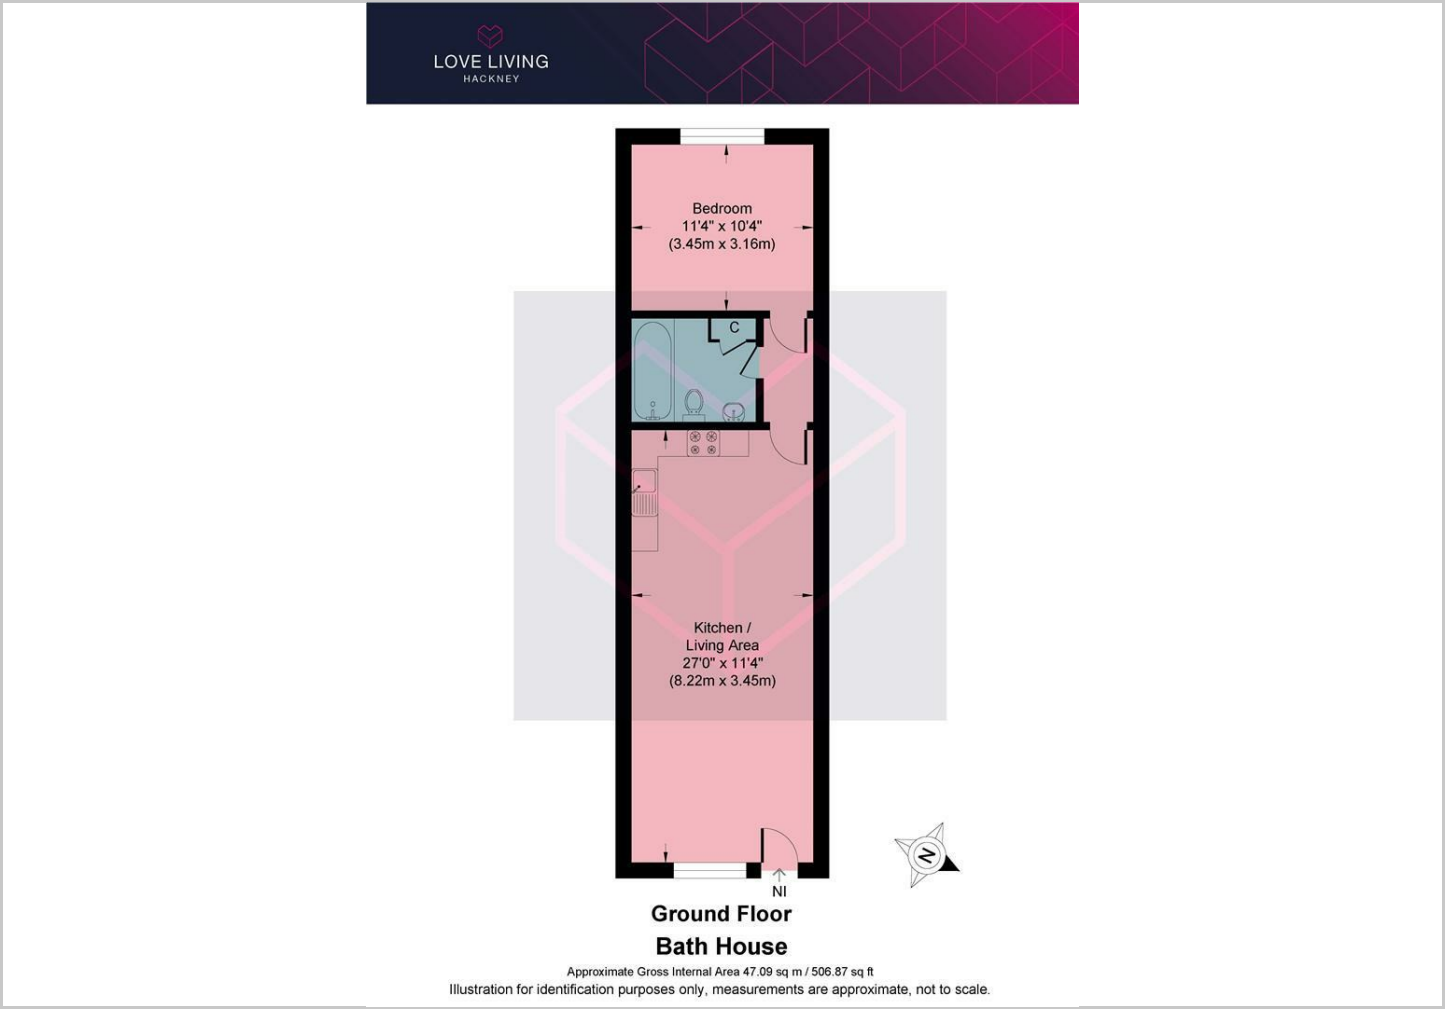 LOVE LIVING
HACKNEY
Bedroom
11'4" x 10'4"
(3.45m x 3.16m)
C
Kitchen /
Living Area
27'0" x 11'4"
(8.22m x 3.45m)
N
NI
Ground Floor
Bath House
Approximate Gross Internal Area 47.09 sq m / 506.87 sq ft
Illustration for identification purposes only, measurements are approximate, not to scale.